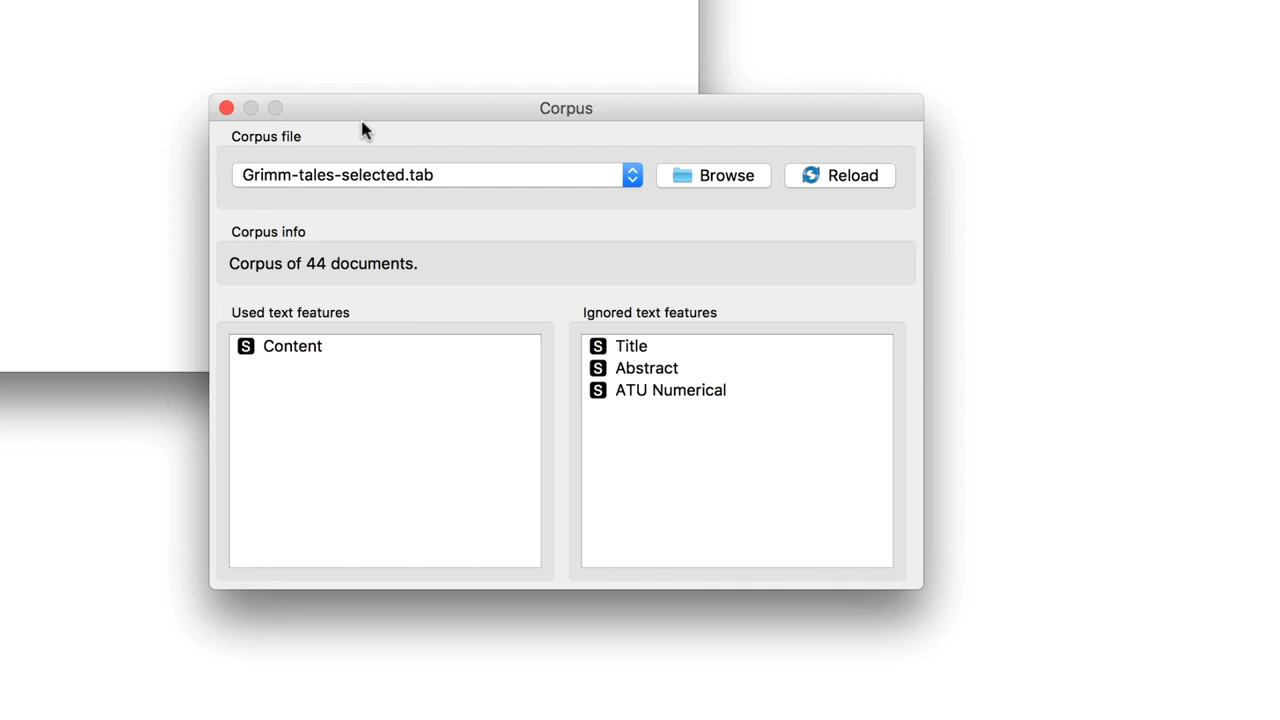 Corpus
Corpus file
Grimm-tales-selected.tab Browse Reload
Corpus info
Corpus of 44 documents.
Used text features Ignored text features
S Content S Title
S Abstract
S ATU Numerical